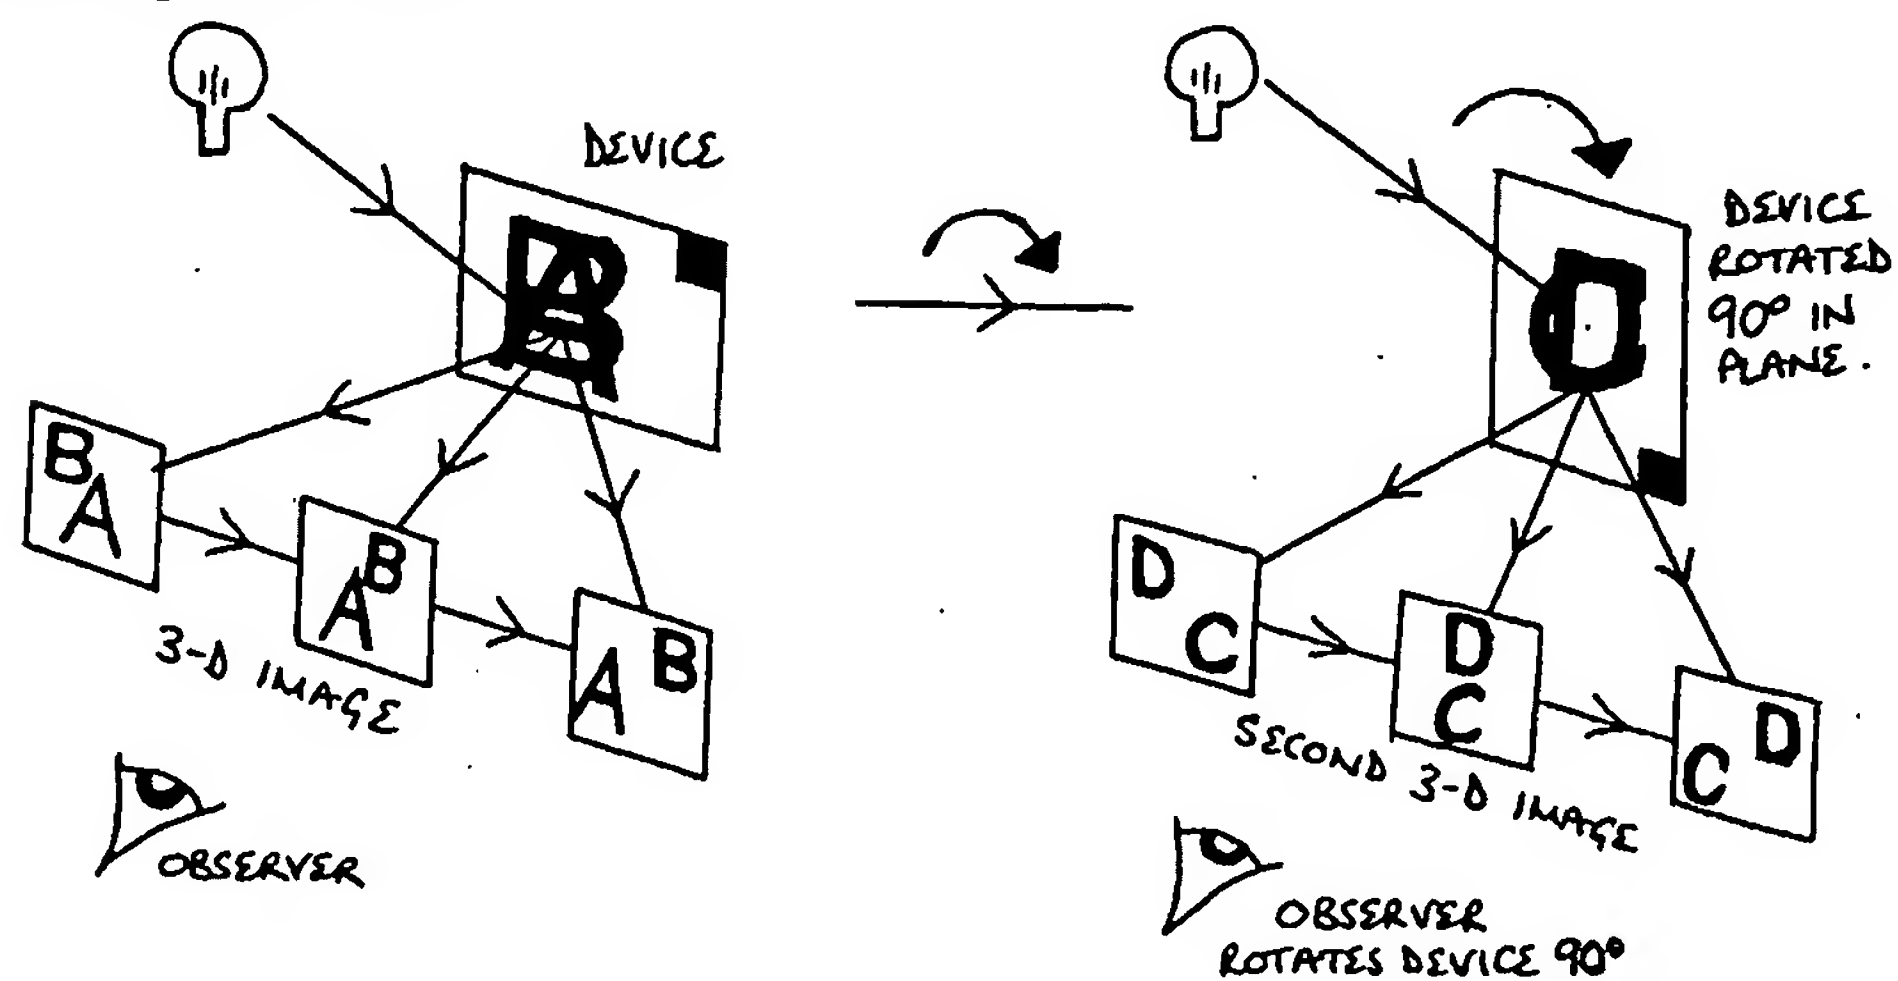 DEVICE
B
A
B
A
B
A
3-D IMAGE
OBSERVER
DEVICE
ROTATED
90° IN
PLANE.
D
C
D
C
D
C
SECOND 3-D IMAGE
OBSERVER
ROTATES DEVICE 90°